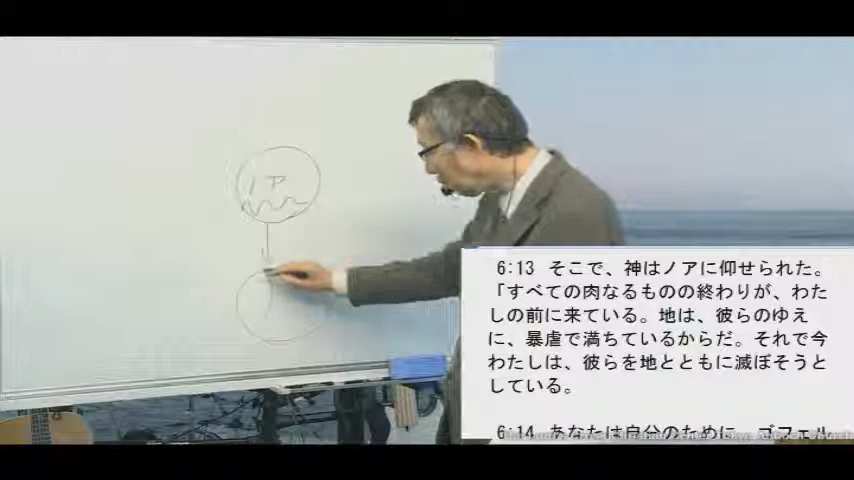 ノア
6:13 そこで、神はノアに仰せられた。
「すべての肉なるものの終わりが、わた
しの前に来ている。地は、彼らのゆえ
に、暴虐で満ちているからだ。それで今
わたしは、彼らを地とともに滅ぼそうと
している。
6:14 あなたは自分のために、ゴフェル